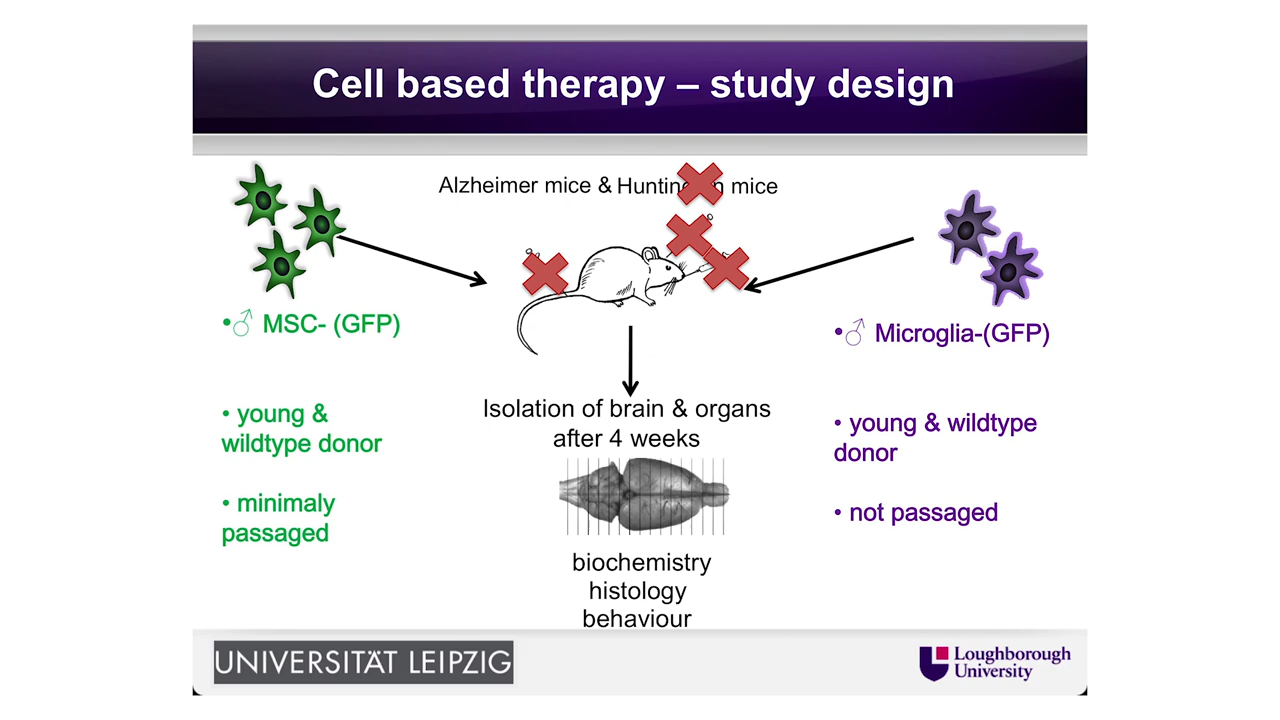 Cell based therapy – study design
Alzheimer mice & mice
•♂ MSC- (GFP)
• young &
wildtype donor
• minimaly
passaged
Isolation of brain & organs
after 4 weeks
biochemistry
histology
behaviour
•♂ Microglia-(GFP)
• young & wildtype
donor
• not passaged
UNIVERSITÄT LEIPZIG
Loughborough
University